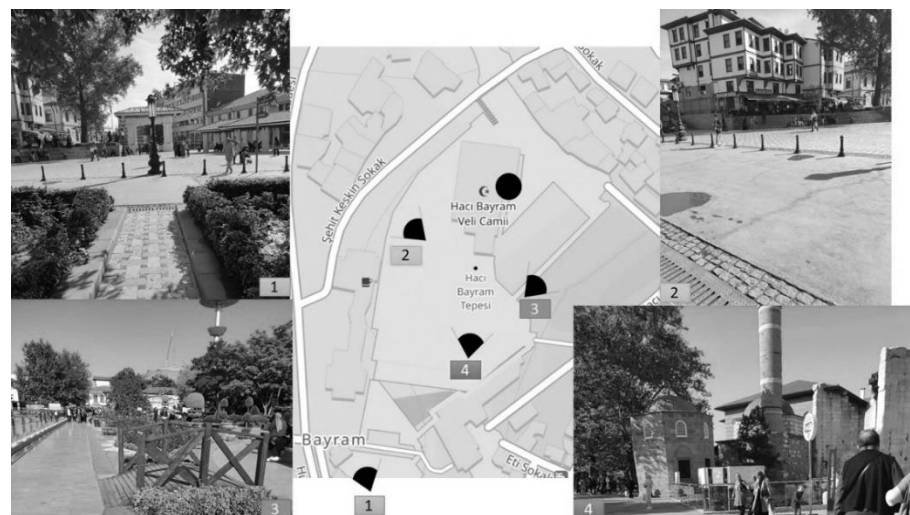 Sokak
Şehit Keskin Sokak
Hacı Bayram
Veli Camii
Hacı
Bayram
Tepesi
Bayram
Eti Sokak
1
2
3
4
1
2
3
4